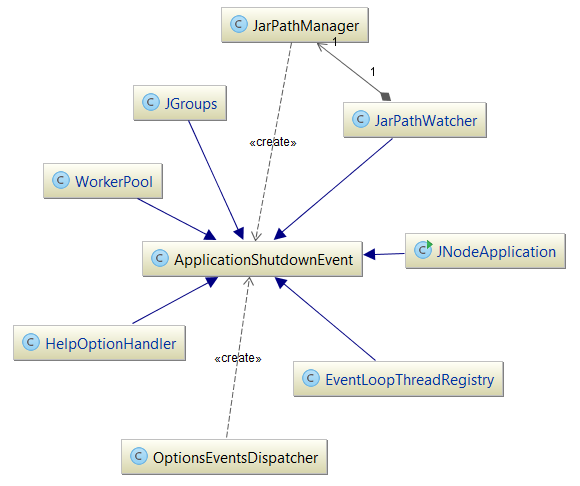 C JarPathManager
1
1
C JGroups
C JarPathWatcher
«create»
C WorkerPool
C ApplicationShutdownEvent
C JNodeApplication
C HelpOptionHandler
«create»
C EventLoopThreadRegistry
C OptionsEventsDispatcher